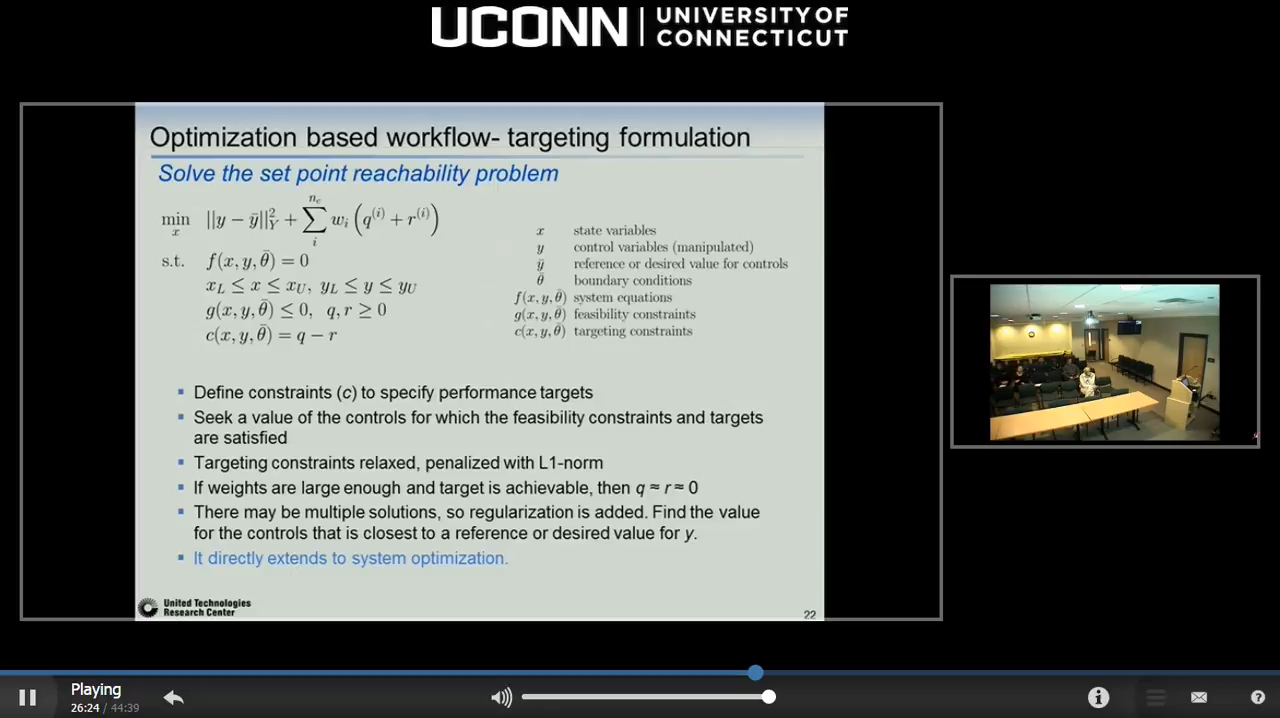 UCONN | UNIVERSITY OF
CONNECTICUT
Optimization based workflow- targeting formulation
Solve the set point reachability problem
min_x ||y − ȳ||²_Y + ∑_i^{n_c} w_i (q^(i) + r^(i))
s.t. f(x, y, θ̄) = 0
x_L ≤ x ≤ x_U, y_L ≤ y ≤ y_U
g(x, y, θ̄) ≤ 0, q, r ≥ 0
c(x, y, θ̄) = q − r
x state variables
y control variables (manipulated)
ȳ reference or desired value for controls
θ̄ boundary conditions
f(x, y, θ̄) system equations
g(x, y, θ̄) feasibility constraints
c(x, y, θ̄) targeting constraints
▪ Define constraints (c) to specify performance targets
▪ Seek a value of the controls for which the feasibility constraints and targets
are satisfied
▪ Targeting constraints relaxed, penalized with L1-norm
▪ If weights are large enough and target is achievable, then q ≈ r ≈ 0
▪ There may be multiple solutions, so regularization is added. Find the value
for the controls that is closest to a reference or desired value for y.
▪ It directly extends to system optimization.
United Technologies
Research Center
22
Playing
26:24 / 44:39